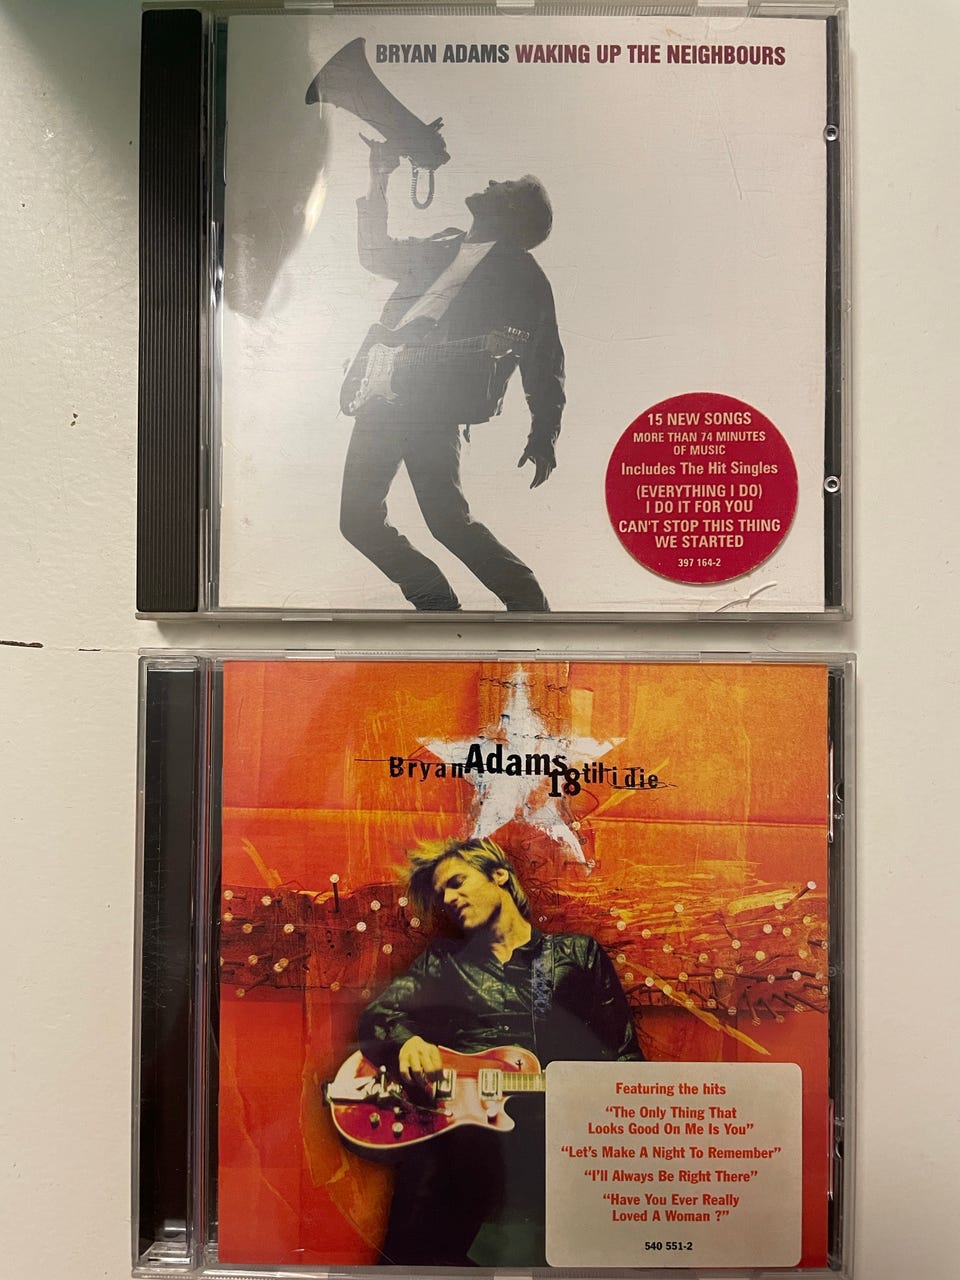 BRYAN ADAMS WAKING UP THE NEIGHBOURS
15 NEW SONGS
MORE THAN 74 MINUTES
OF MUSIC
Includes The Hit Singles
(EVERYTHING I DO)
I DO IT FOR YOU
CAN'T STOP THIS THING
WE STARTED
397 164-2
Bryan Adams 18 til i die
Featuring the hits
“The Only Thing That
Looks Good On Me Is You”
“Let's Make A Night To Remember”
“I'll Always Be Right There”
“Have You Ever Really
Loved A Woman ?”
540 551-2